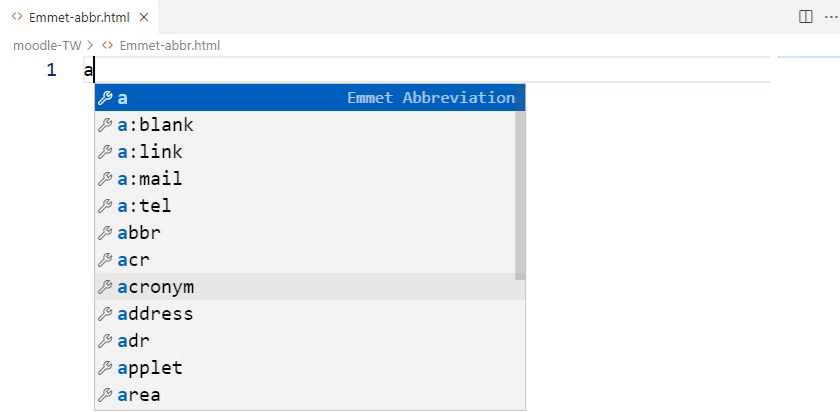 Emmet-abbr.html
moodle-TW > Emmet-abbr.html
1 a
a Emmet Abbreviation
a:blank
a:link
a:mail
a:tel
abbr
acr
acronym
address
adr
applet
area